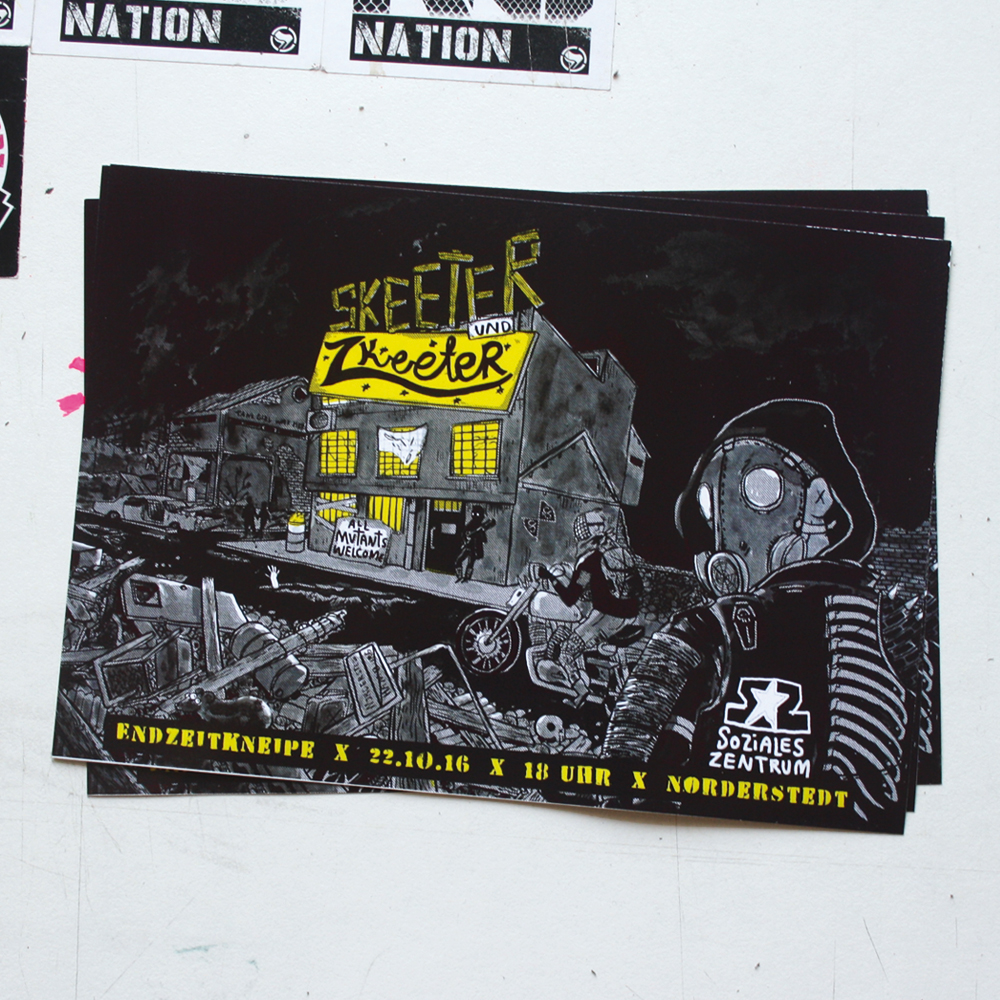 NATION
NATION
SKEETER
UND
ZKeeteR
ALL
MUTANTS
WELCOME
SOZIALES
ZENTRUM
ENDZEITKNEIPE X 22.10.16 X 18 UHR X NORDERSTEDT